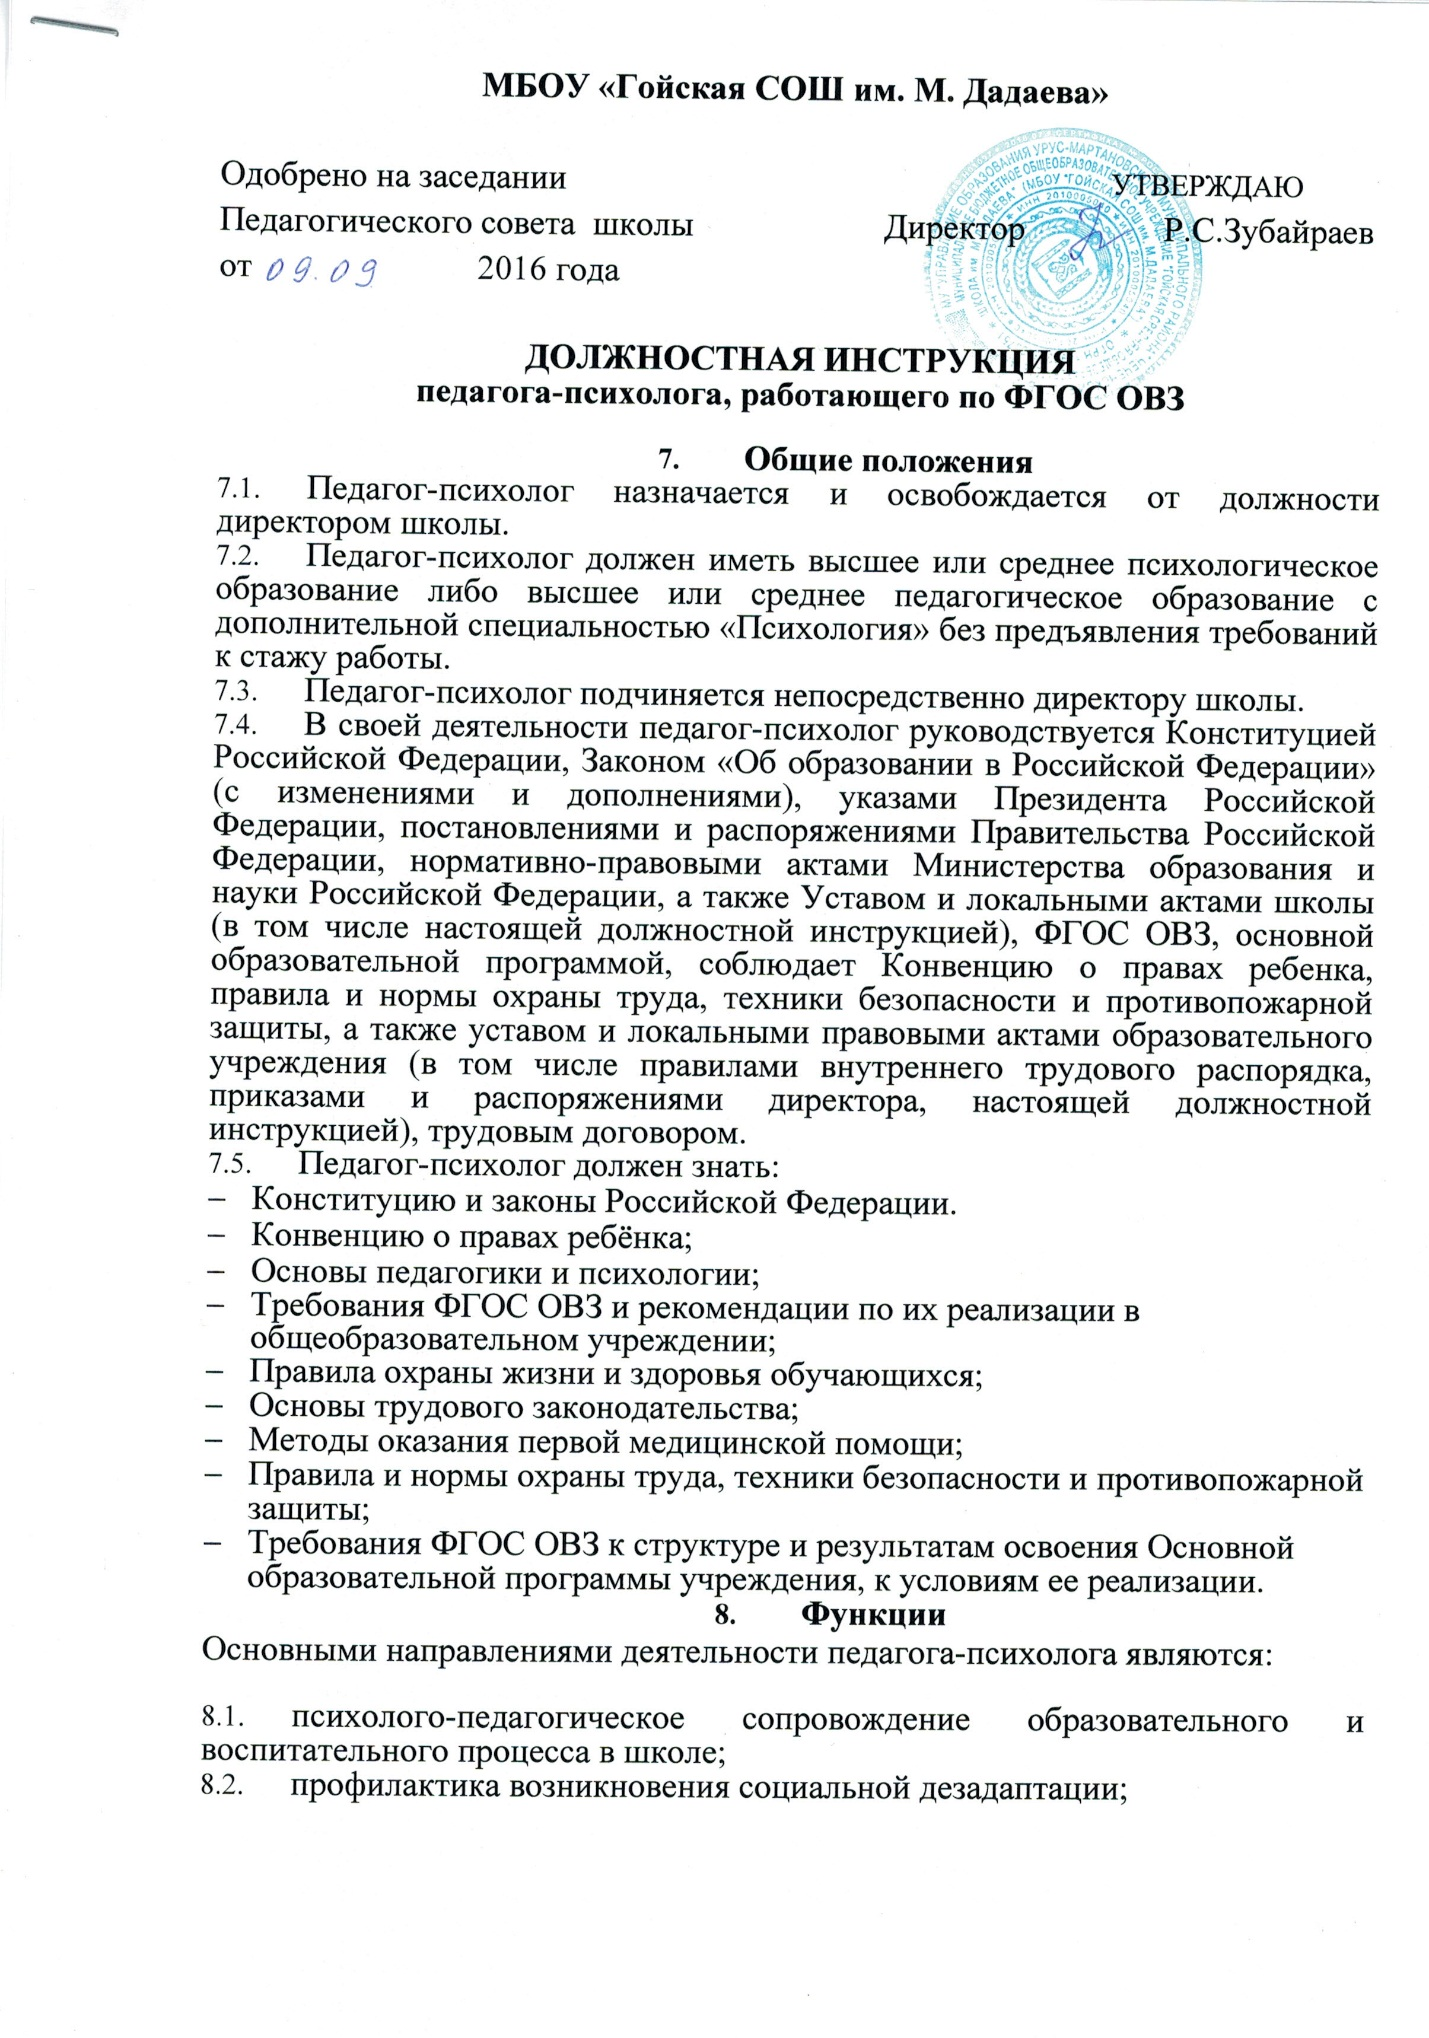 МБОУ «Гойская СОШ им. М. Дадаева»
Одобрено на заседании
УТВЕРЖДАЮ
Педагогического совета школы
Директор Р.С.Зубайраев
от 09.09 2016 года
ДОЛЖНОСТНАЯ ИНСТРУКЦИЯ
педагога-психолога, работающего по ФГОС ОВЗ
7. Общие положения
7.1. Педагог-психолог назначается и освобождается от должности
директором школы.
7.2. Педагог-психолог должен иметь высшее или среднее психологическое
образование либо высшее или среднее педагогическое образование с
дополнительной специальностью «Психология» без предъявления требований
к стажу работы.
7.3. Педагог-психолог подчиняется непосредственно директору школы.
7.4. В своей деятельности педагог-психолог руководствуется Конституцией
Российской Федерации, Законом «Об образовании в Российской Федерации»
(с изменениями и дополнениями), указами Президента Российской
Федерации, постановлениями и распоряжениями Правительства Российской
Федерации, нормативно-правовыми актами Министерства образования и
науки Российской Федерации, а также Уставом и локальными актами школы
(в том числе настоящей должностной инструкцией), ФГОС ОВЗ, основной
образовательной программой, соблюдает Конвенцию о правах ребенка,
правила и нормы охраны труда, техники безопасности и противопожарной
защиты, а также уставом и локальными правовыми актами образовательного
учреждения (в том числе правилами внутреннего трудового распорядка,
приказами и распоряжениями директора, настоящей должностной
инструкцией), трудовым договором.
7.5. Педагог-психолог должен знать:
– Конституцию и законы Российской Федерации.
– Конвенцию о правах ребёнка;
– Основы педагогики и психологии;
– Требования ФГОС ОВЗ и рекомендации по их реализации в
общеобразовательном учреждении;
– Правила охраны жизни и здоровья обучающихся;
– Основы трудового законодательства;
– Методы оказания первой медицинской помощи;
– Правила и нормы охраны труда, техники безопасности и противопожарной
защиты;
– Требования ФГОС ОВЗ к структуре и результатам освоения Основной
образовательной программы учреждения, к условиям ее реализации.
8. Функции
Основными направлениями деятельности педагога-психолога являются:
8.1. психолого-педагогическое сопровождение образовательного и
воспитательного процесса в школе;
8.2. профилактика возникновения социальной дезадаптации;